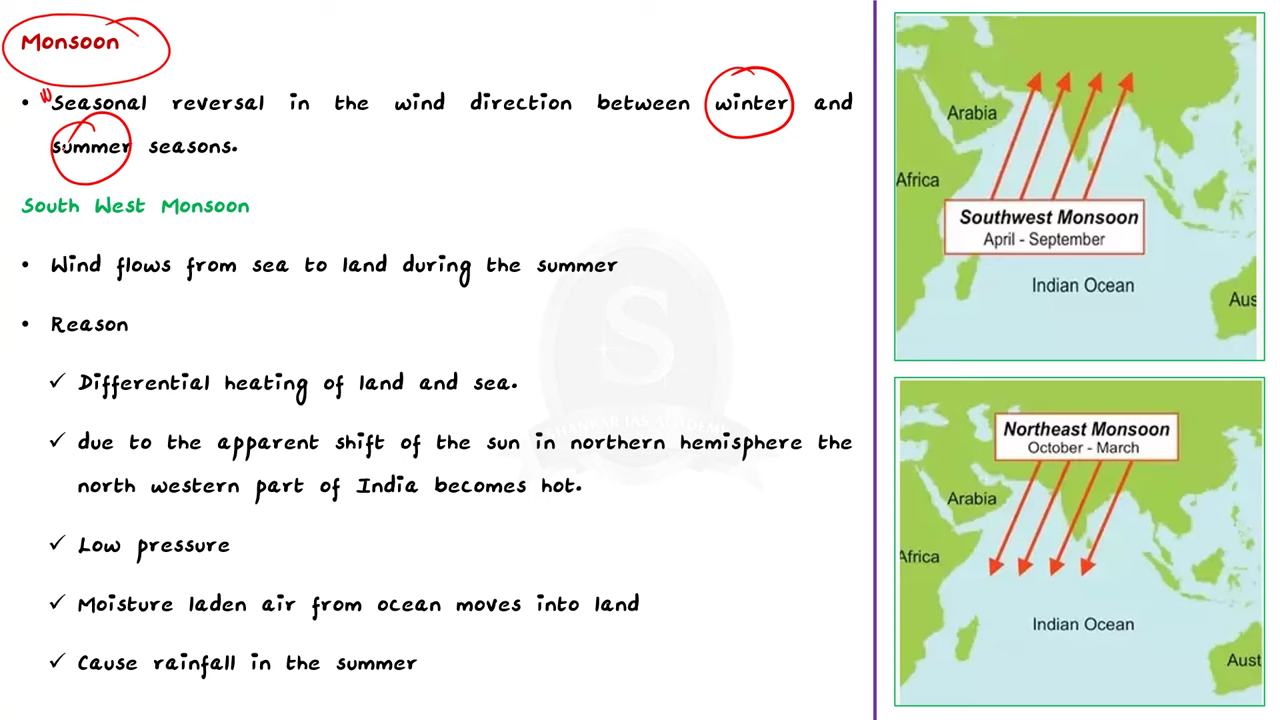 Monsoon
• Seasonal reversal in the wind direction between winter and
summer seasons.
South West Monsoon
• Wind flows from sea to land during the summer
• Reason
✓ Differential heating of land and sea.
✓ due to the apparent shift of the sun in northern hemisphere the
north western part of India becomes hot.
✓ Low pressure
✓ Moisture laden air from ocean moves into land
✓ Cause rainfall in the summer
S
SHANKAR IAS ACADEMY
Arabia
Africa
Southwest Monsoon
April - September
Indian Ocean
Aus
Northeast Monsoon
October - March
Arabia
Africa
Indian Ocean
Aust